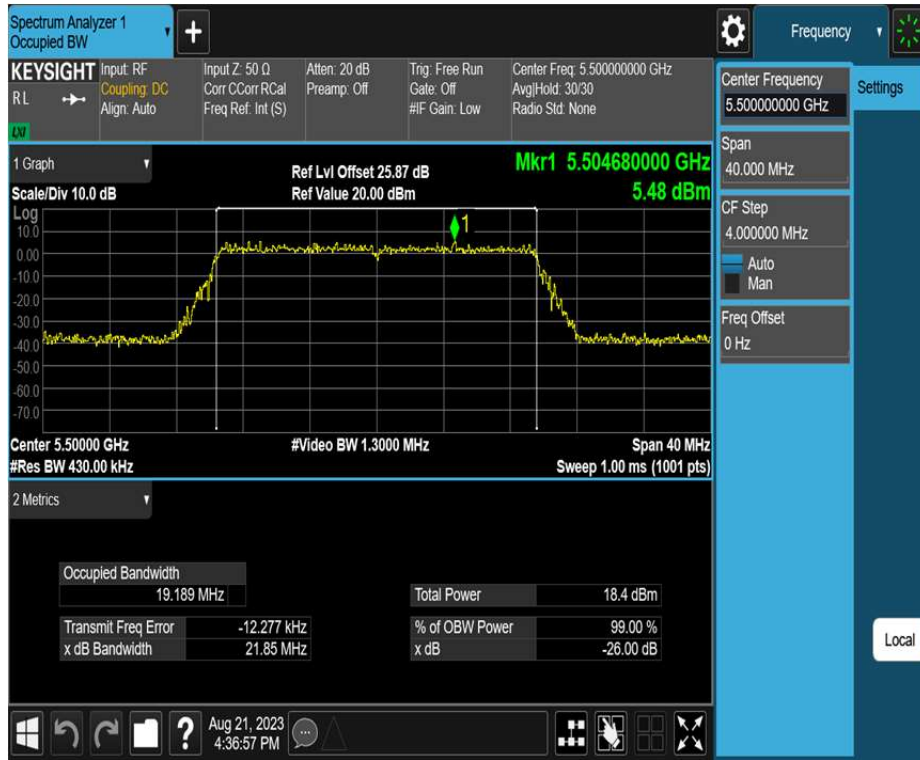 Spectrum Analyzer 1
Occupied BW
+
Frequency
KEYSIGHT
RL
LXI
Input: RF
Coupling: DC
Align: Auto
Input Z: 50 Ω
Corr CCorr RCal
Freq Ref: Int (S)
Atten: 20 dB
Preamp: Off
Trig: Free Run
Gate: Off
#IF Gain: Low
Center Freq: 5.500000000 GHz
Avg|Hold: 30/30
Radio Std: None
Center Frequency
5.500000000 GHz
Settings
Span
40.000 MHz
CF Step
4.000000 MHz
Auto
Man
Freq Offset
0 Hz
Local
1 Graph
Scale/Div 10.0 dB
Ref Lvl Offset 25.87 dB
Ref Value 20.00 dBm
Mkr1 5.504680000 GHz
5.48 dBm
Log
10.0
0.00
-10.0
-20.0
-30.0
-40.0
-50.0
-60.0
-70.0
1
Center 5.50000 GHz
#Video BW 1.3000 MHz
Span 40 MHz
#Res BW 430.00 kHz
Sweep 1.00 ms (1001 pts)
2 Metrics
Occupied Bandwidth
19.189 MHz
Total Power 18.4 dBm
Transmit Freq Error -12.277 kHz
% of OBW Power 99.00 %
x dB Bandwidth 21.85 MHz
x dB -26.00 dB
?
Aug 21, 2023
4:36:57 PM